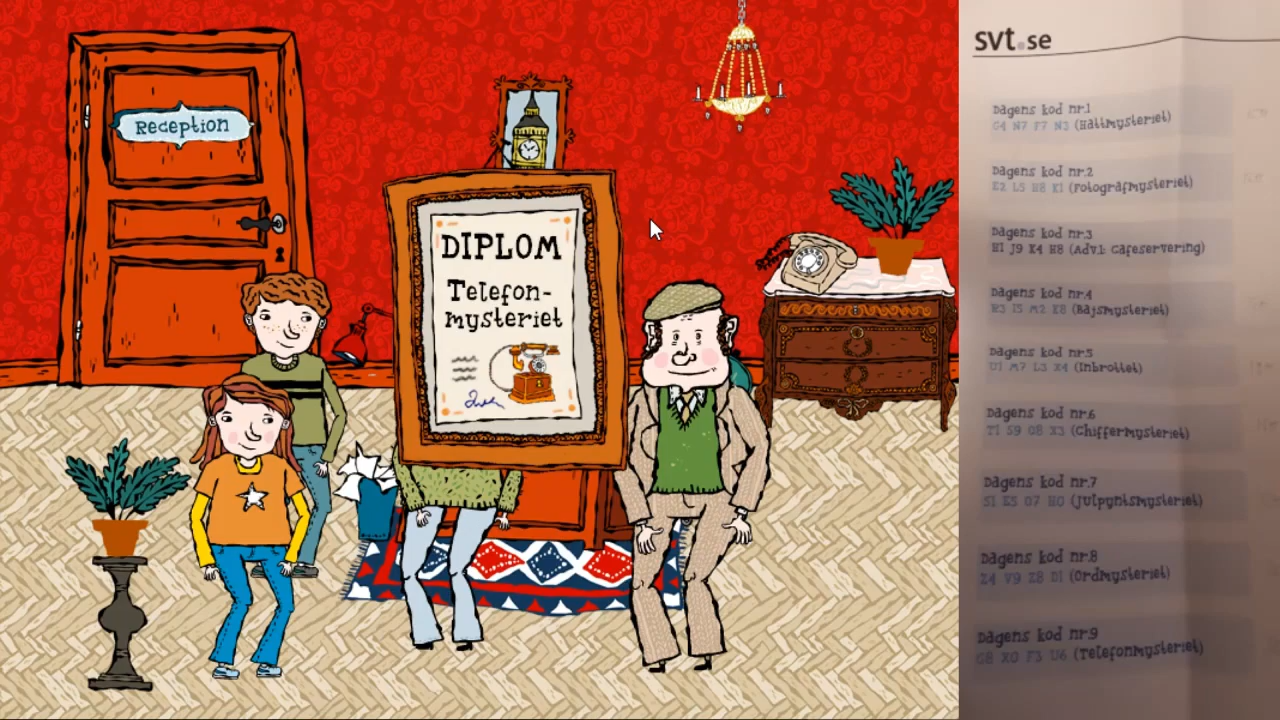 Reception
DIPLOM
Telefon-
mysteriet
svt.se
Dagens kod nr.1
G4 N7 F7 N3 (Hattmysteriet)
Dagens kod nr.2
E2 L5 H8 K1 (Fotografmysteriet)
Dagens kod nr.3
H1 J9 K4 H8 (Adv.1: Cafeservering)
Dagens kod nr.4
R3 I5 M2 E8 (Bajsmysteriet)
Dagens kod nr.5
U1 M7 L3 X4 (Inbrottet)
Dagens kod nr.6
T1 S9 O8 X3 (Chiffermysteriet)
Dagens kod nr.7
S1 E5 O7 H0 (Julpyntsmysteriet)
Dagens kod nr.8
Z4 V9 Z8 D1 (Ordmysteriet)
Dagens kod nr.9
G8 X0 F3 U6 (Telefonmysteriet)